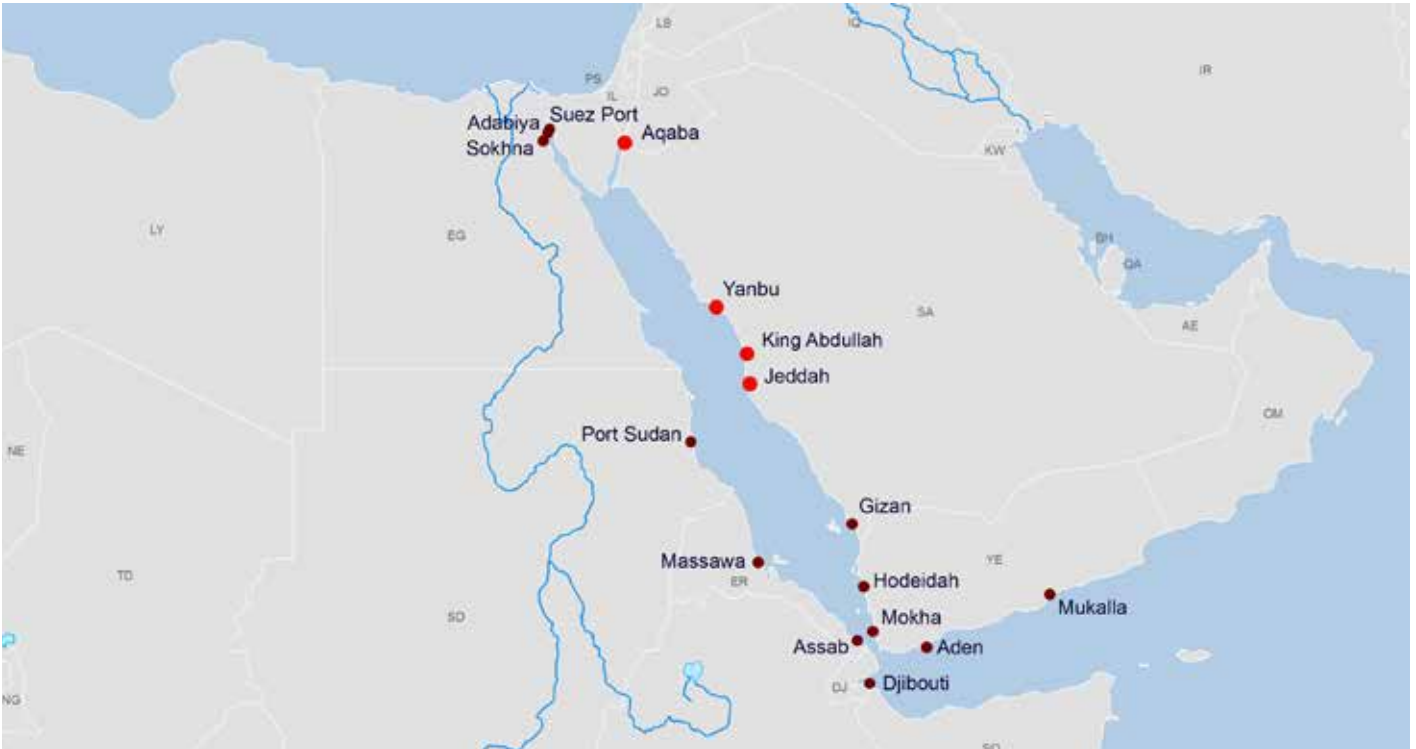 LB
IQ
IR
PS
IL
JO
Suez Port
Adabiya
Aqaba
Sokhna
KW
LY
EG
BH
QA
Yanbu
SA
AE
King Abdullah
Jeddah
OM
Port Sudan
NE
Gizan
Massawa
YE
TD
ER
Hodeidah
Mukalla
SD
Mokha
Assab
Aden
DJ
Djibouti
NG
SO